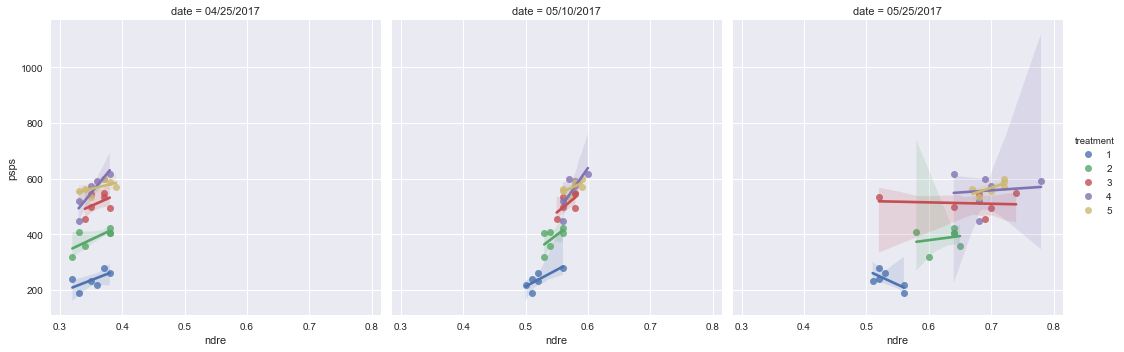 date = 04/25/2017
date = 05/10/2017
date = 05/25/2017
psps
1000
800
600
400
200
0.3 0.4 0.5 0.6 0.7 0.8
0.3 0.4 0.5 0.6 0.7 0.8
0.3 0.4 0.5 0.6 0.7 0.8
ndre
ndre
ndre
treatment
1
2
3
4
5